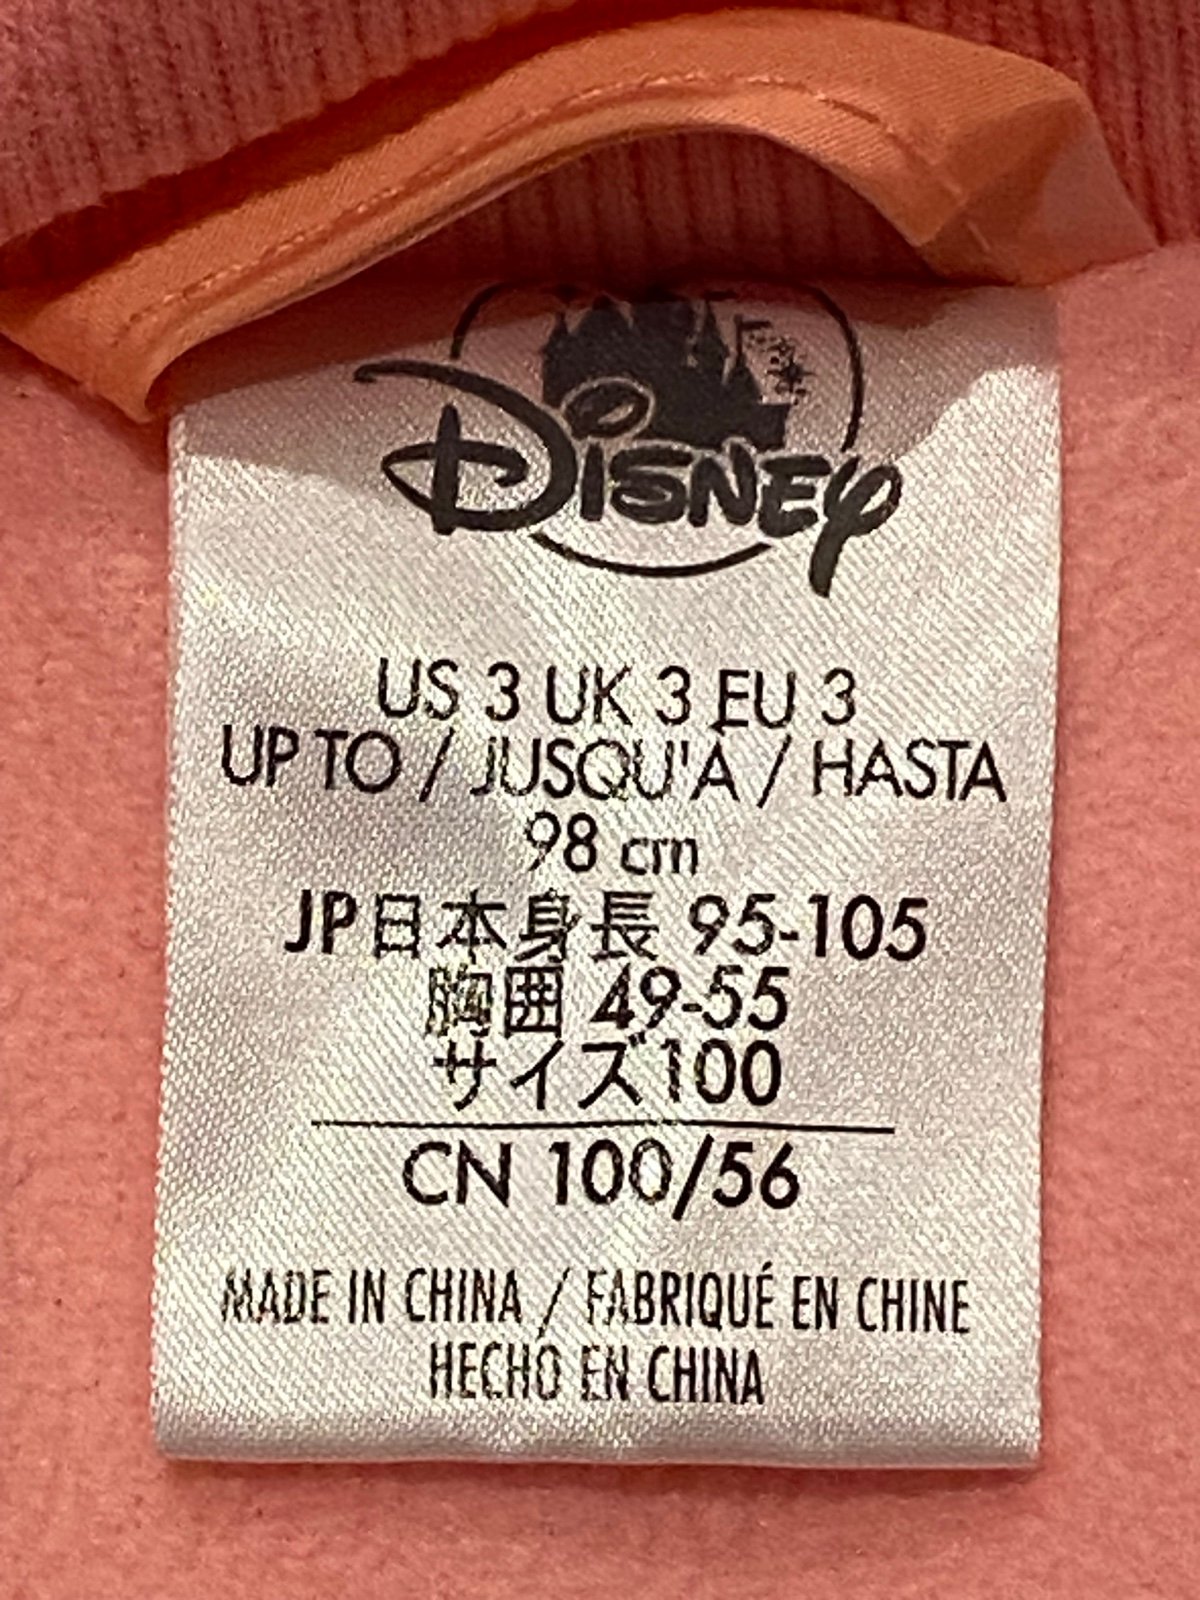 Disney
US 3 UK 3 EU 3
UP TO / JUSQU'À / HASTA
98 cm
JP日本身長 95-105
胸囲 49-55
サイズ100
CN 100/56
MADE IN CHINA / FABRIQUÉ EN CHINE
HECHO EN CHINA